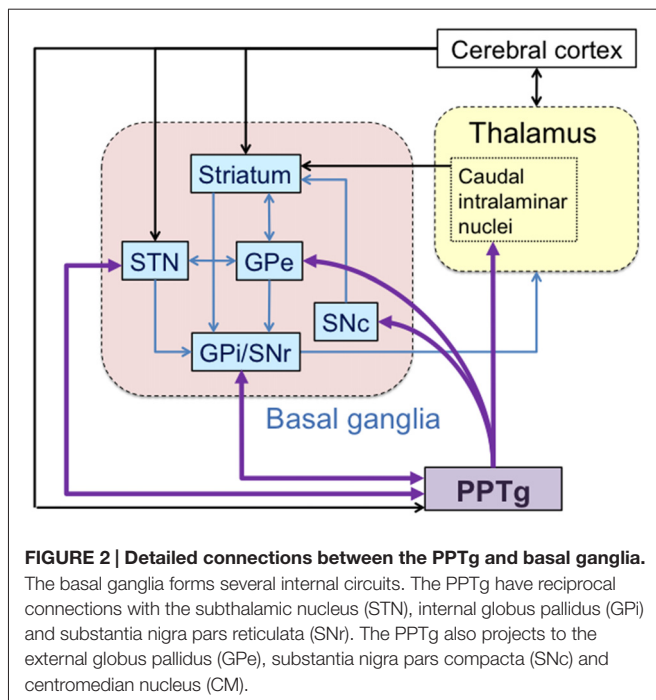 Cerebral cortex
Thalamus
Striatum
Caudal
intralaminar
nuclei
STN
GPe
SNc
GPi/SNr
Basal ganglia
PPTg
FIGURE 2 | Detailed connections between the PPTg and basal ganglia.
The basal ganglia forms several internal circuits. The PPTg have reciprocal
connections with the subthalamic nucleus (STN), internal globus pallidus (GPi)
and substantia nigra pars reticulata (SNr). The PPTg also projects to the
external globus pallidus (GPe), substantia nigra pars compacta (SNc) and
centromedian nucleus (CM).